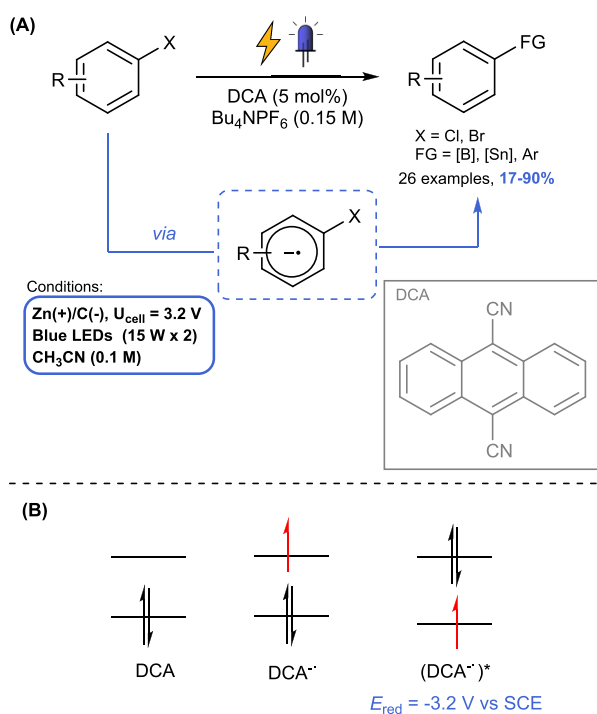 (A)
X
R
DCA (5 mol%)
Bu₄NPF₆ (0.15 M)
FG
R
X = Cl, Br
FG = [B], [Sn], Ar
26 examples, 17-90%
via
X
R
−•
Conditions:
Zn(+)/C(-), U_cell = 3.2 V
Blue LEDs (15 W x 2)
CH₃CN (0.1 M)
DCA
CN
CN
(B)
DCA
DCA⁻·
(DCA⁻·)*
E_red = -3.2 V vs SCE